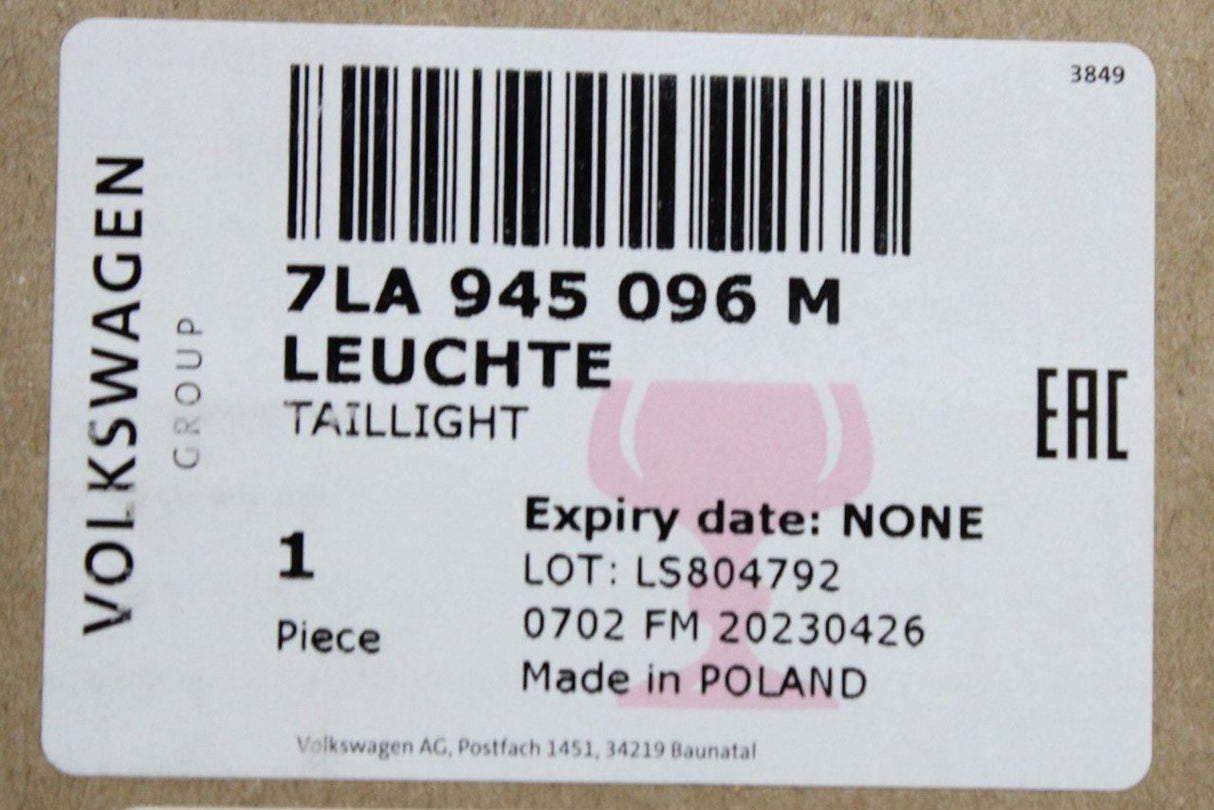 3849
VOLKSWAGEN
GROUP
7LA 945 096 M
LEUCHTE
TAILLIGHT
EAC
1
Piece
Expiry date: NONE
LOT: LS804792
0702 FM 20230426
Made in POLAND
Volkswagen AG, Postfach 1451, 34219 Baunatal